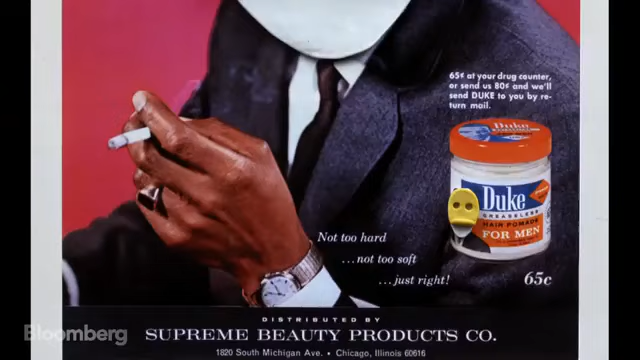 65¢ at your drug counter,
or send us 80¢ and we'll
send DUKE to you by re-
turn mail.
Duke
Duke
GREASELESS
HAIR POMADE
FOR MEN
Not too hard
...not too soft
...just right!
65c
DISTRIBUTED BY
SUPREME BEAUTY PRODUCTS CO.
1820 South Michigan Ave. • Chicago, Illinois 60616
Bloomberg